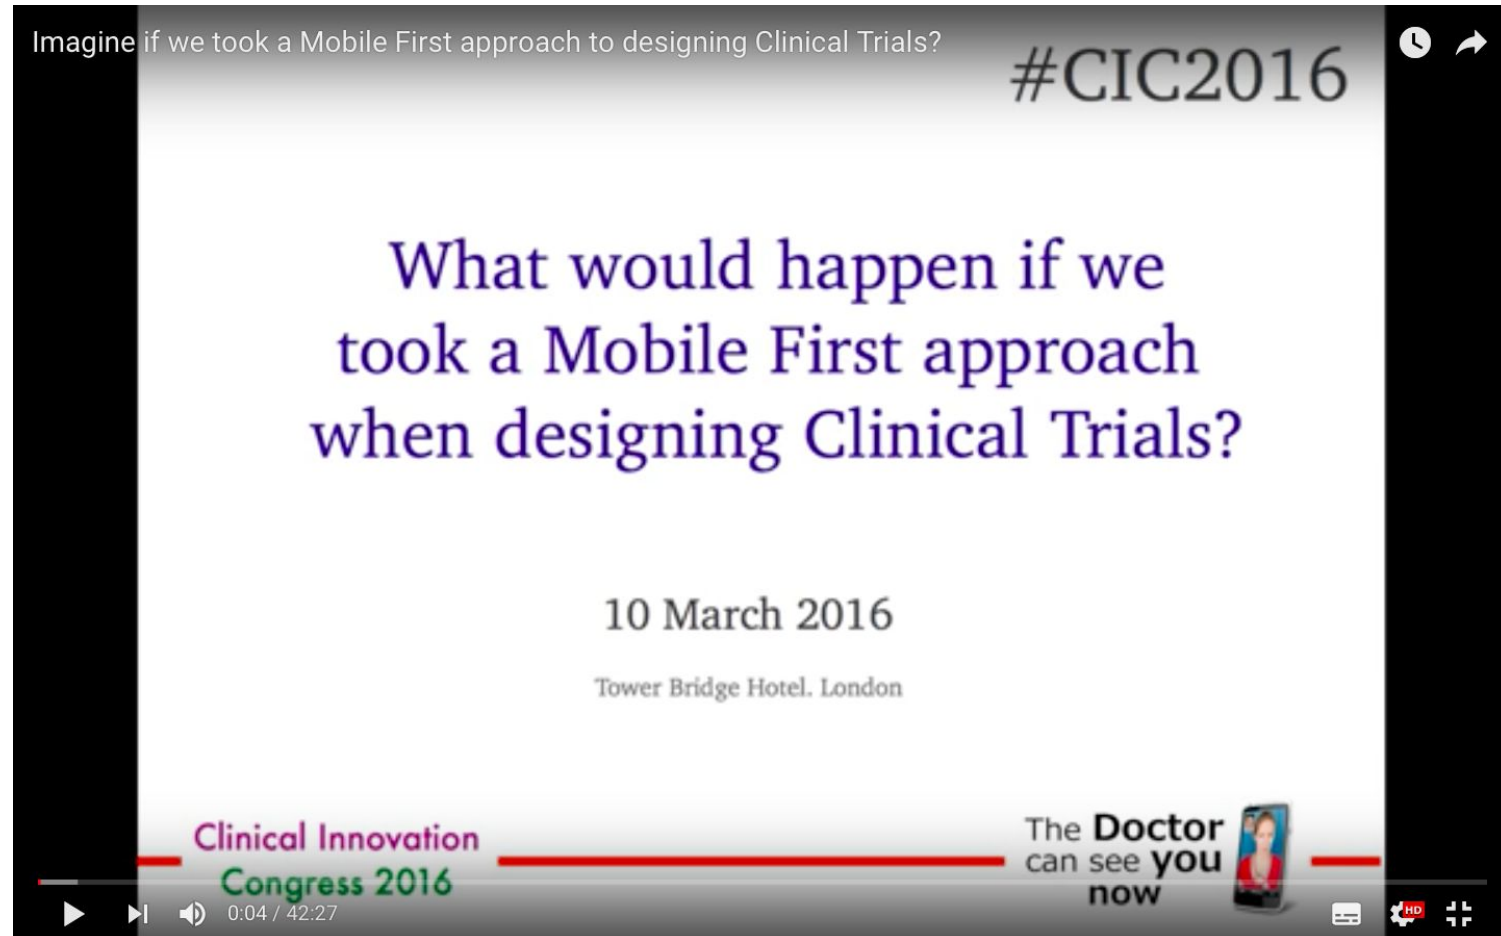 Imagine if we took a Mobile First approach to designing Clinical Trials?
#CIC2016
What would happen if we
took a Mobile First approach
when designing Clinical Trials?
10 March 2016
Tower Bridge Hotel. London
Clinical Innovation
Congress 2016
The Doctor
can see you
now
0:04 / 42:27
HD